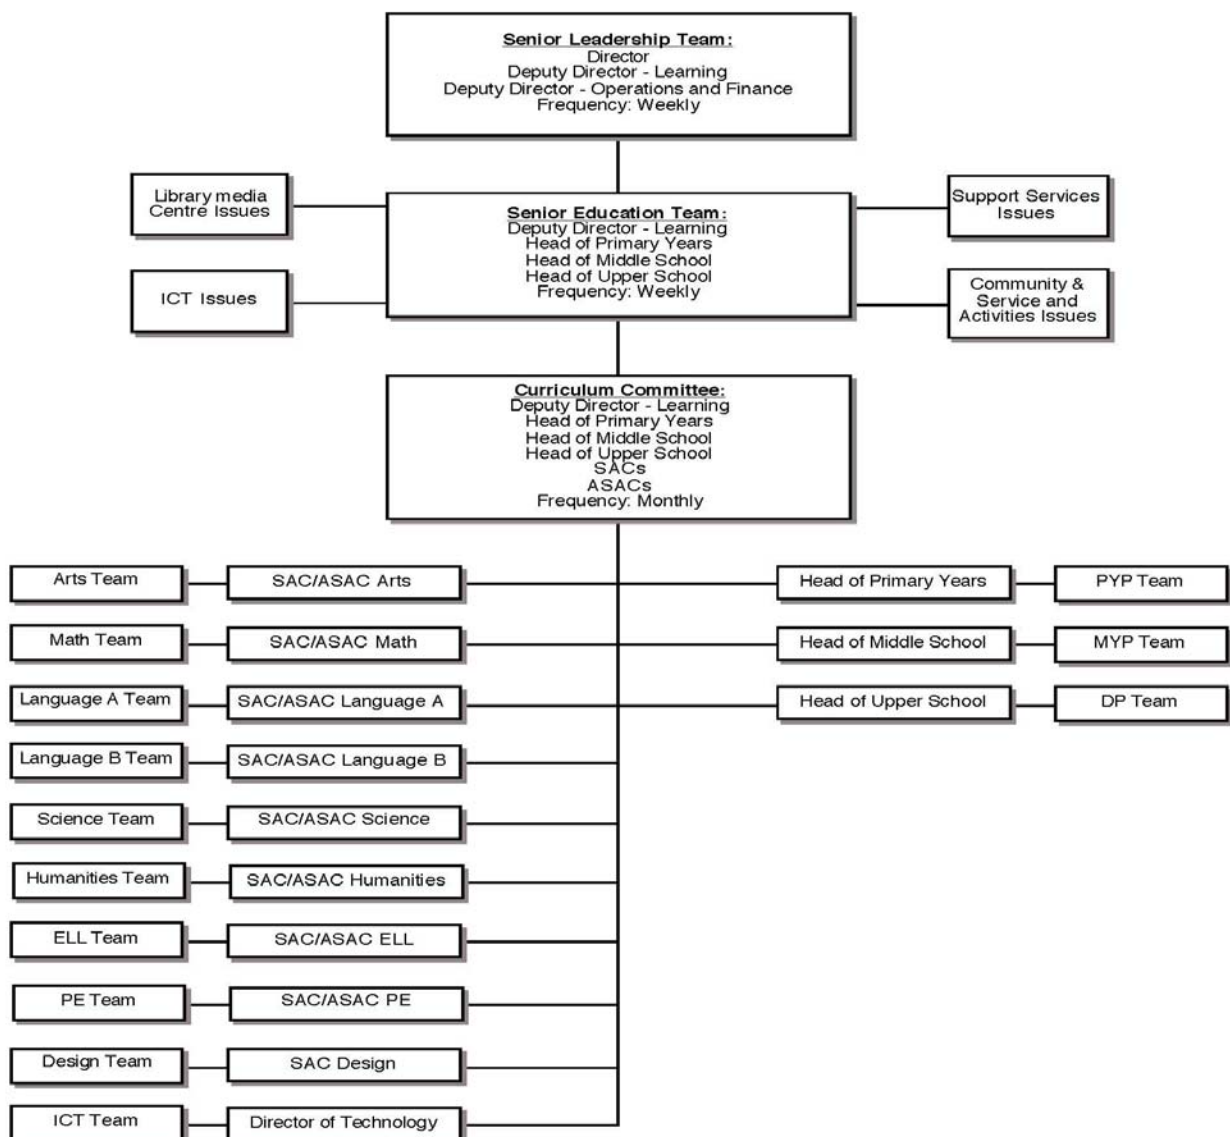 Senior Leadership Team:
Director
Deputy Director - Learning
Deputy Director - Operations and Finance
Frequency: Weekly
Library media
Centre Issues
Support Services
Issues
Senior Education Team:
Deputy Director - Learning
Head of Primary Years
Head of Middle School
Head of Upper School
Frequency: Weekly
ICT Issues
Community &
Service and
Activities Issues
Curriculum Committee:
Deputy Director - Learning
Head of Primary Years
Head of Middle School
Head of Upper School
SACs
ASACs
Frequency: Monthly
Arts Team
SAC/ASAC Arts
Head of Primary Years
PYP Team
Math Team
SAC/ASAC Math
Head of Middle School
MYP Team
Language A Team
SAC/ASAC Language A
Head of Upper School
DP Team
Language B Team
SAC/ASAC Language B
Science Team
SAC/ASAC Science
Humanities Team
SAC/ASAC Humanities
ELL Team
SAC/ASAC ELL
PE Team
SAC/ASAC PE
Design Team
SAC Design
ICT Team
Director of Technology